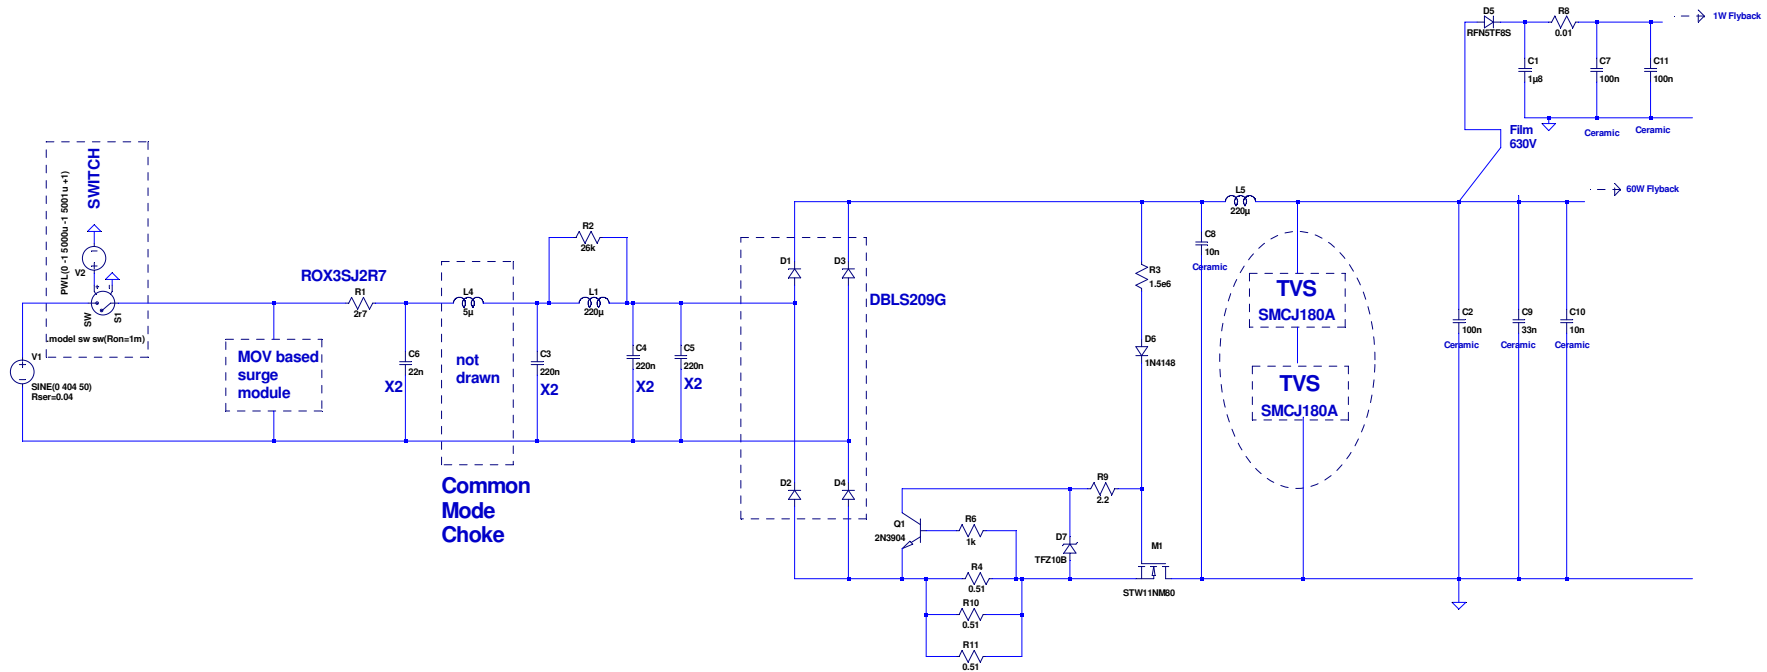 D5
RFN5TF8S
R8
0.01
1W Flyback
C1
1µ8
C7
100n
C11
100n
Film
630V
Ceramic
Ceramic
PWL(0 -1 5000u -1 5001u +1)
SWITCH
V2
SW
S1
.model sw sw(Ron=1m)
V1
SINE(0 404 50)
Rser=0.04
MOV based
surge
module
ROX3SJ2R7
R1
2r7
C6
22n
X2
L4
5µ
not
drawn
Common
Mode
Choke
C3
220n
X2
R2
26k
L1
220µ
C4
220n
X2
C5
220n
X2
D1
D3
D2
D4
DBLS209G
R3
1.5e6
D6
1N4148
C8
10n
Ceramic
L5
220µ
TVS
SMCJ180A
TVS
SMCJ180A
60W Flyback
C2
100n
Ceramic
C9
33n
Ceramic
C10
10n
Ceramic
R9
2.2
Q1
2N3904
R6
1k
D7
TFZ10B
M1
STW11NM80
R4
0.51
R10
0.51
R11
0.51